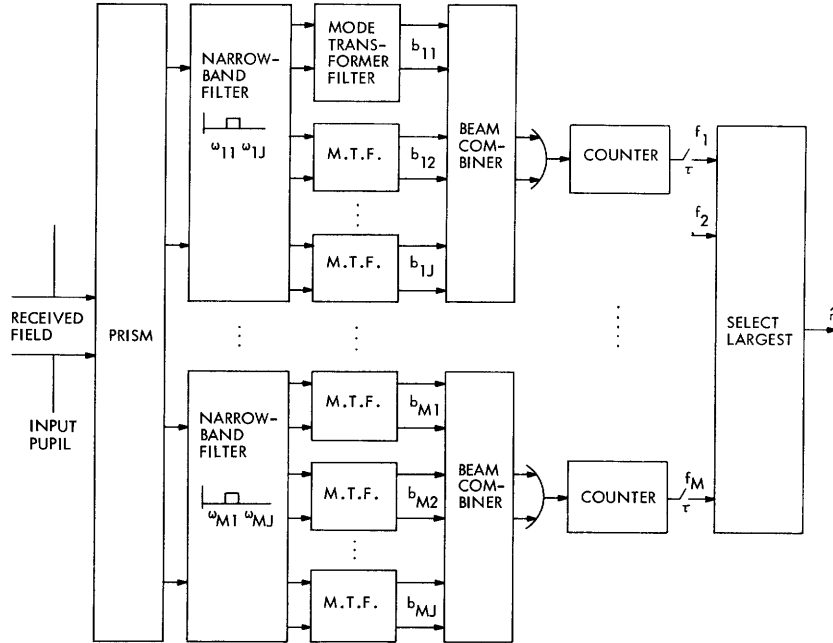 RECEIVED
FIELD
INPUT
PUPIL
PRISM
NARROW-
BAND
FILTER
ω11 ω1J
MODE
TRANS-
FORMER
FILTER
b11
M.T.F.
b12
M.T.F.
b1J
BEAM
COM-
BINER
COUNTER
τ
f1
f2
NARROW-
BAND
FILTER
ωM1 ωMJ
M.T.F.
bM1
M.T.F.
bM2
M.T.F.
bMJ
BEAM
COM-
BINER
COUNTER
τ
fM
SELECT
LARGEST